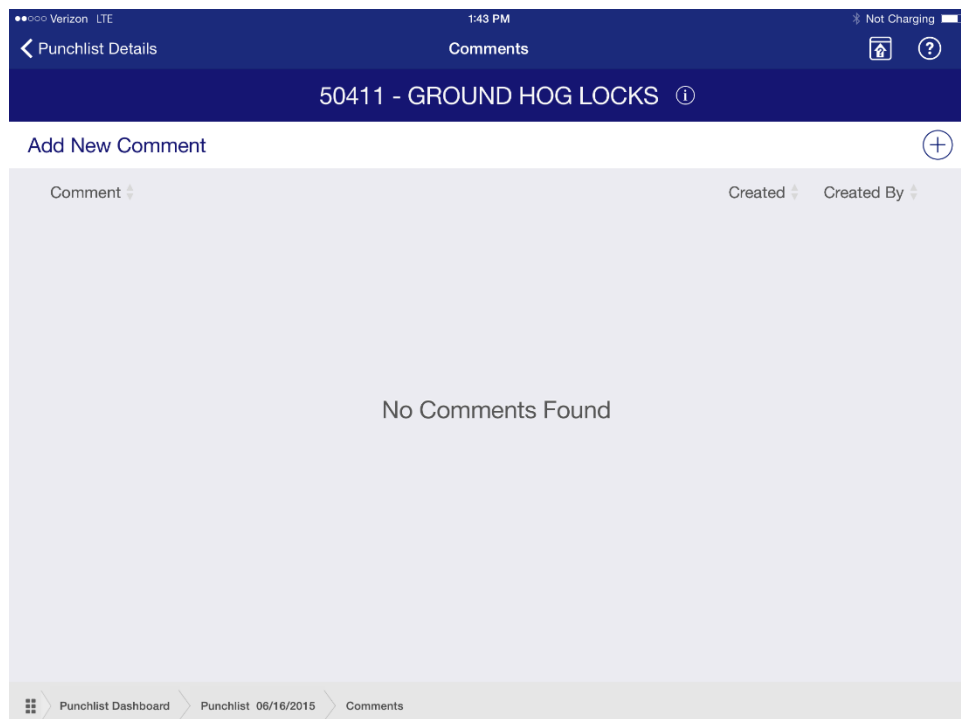 Verizon LTE 1:43 PM Not Charging
Punchlist Details Comments ?
50411 - GROUND HOG LOCKS i
Add New Comment +
Comment Created Created By
No Comments Found
Punchlist Dashboard Punchlist 06/16/2015 Comments